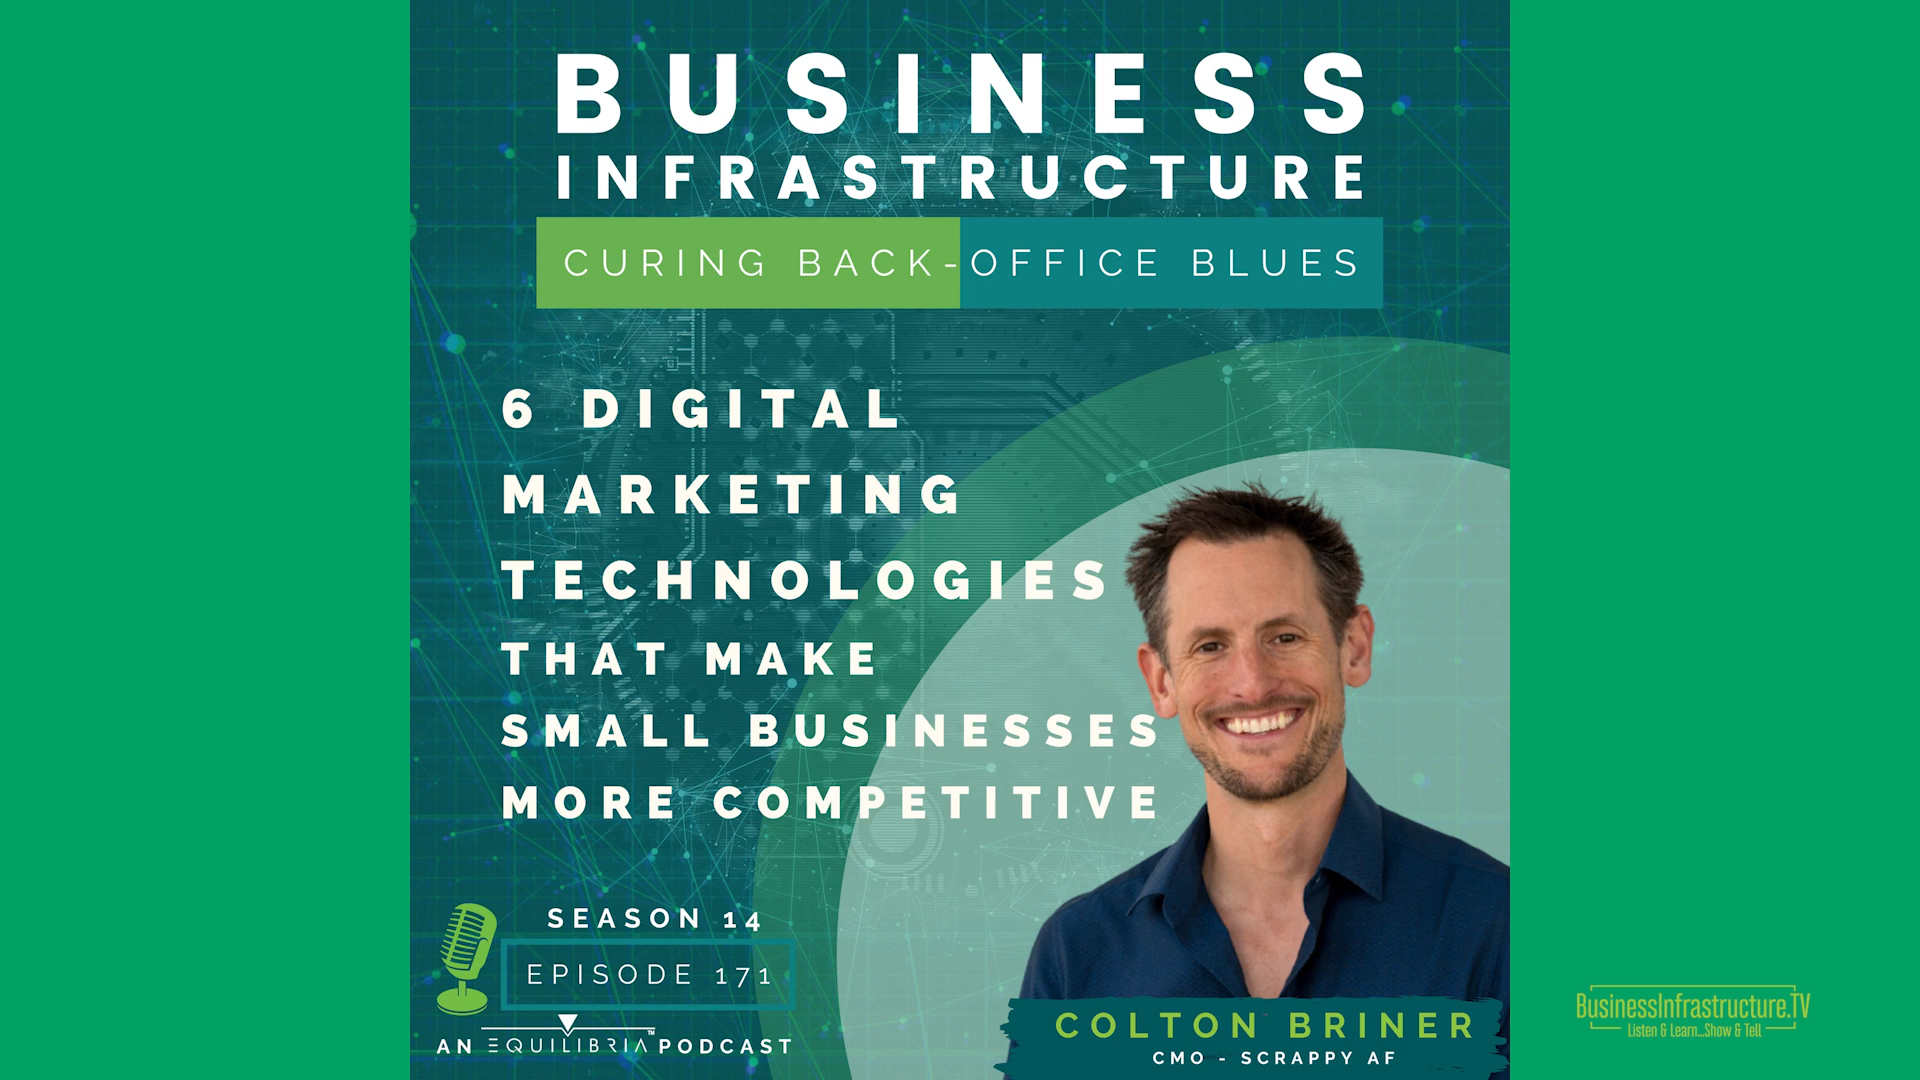 BUSINESS
INFRASTRUCTURE
CURING BACK-OFFICE BLUES
6 DIGITAL
MARKETING
TECHNOLOGIES
THAT MAKE
SMALL BUSINESSES
MORE COMPETITIVE
SEASON 14
EPISODE 171
AN EQUILIBRIA™ PODCAST
COLTON BRINER
CMO - SCRAPPY AF
BusinessInfrastructure.TV
Listen & Learn...Show & Tell